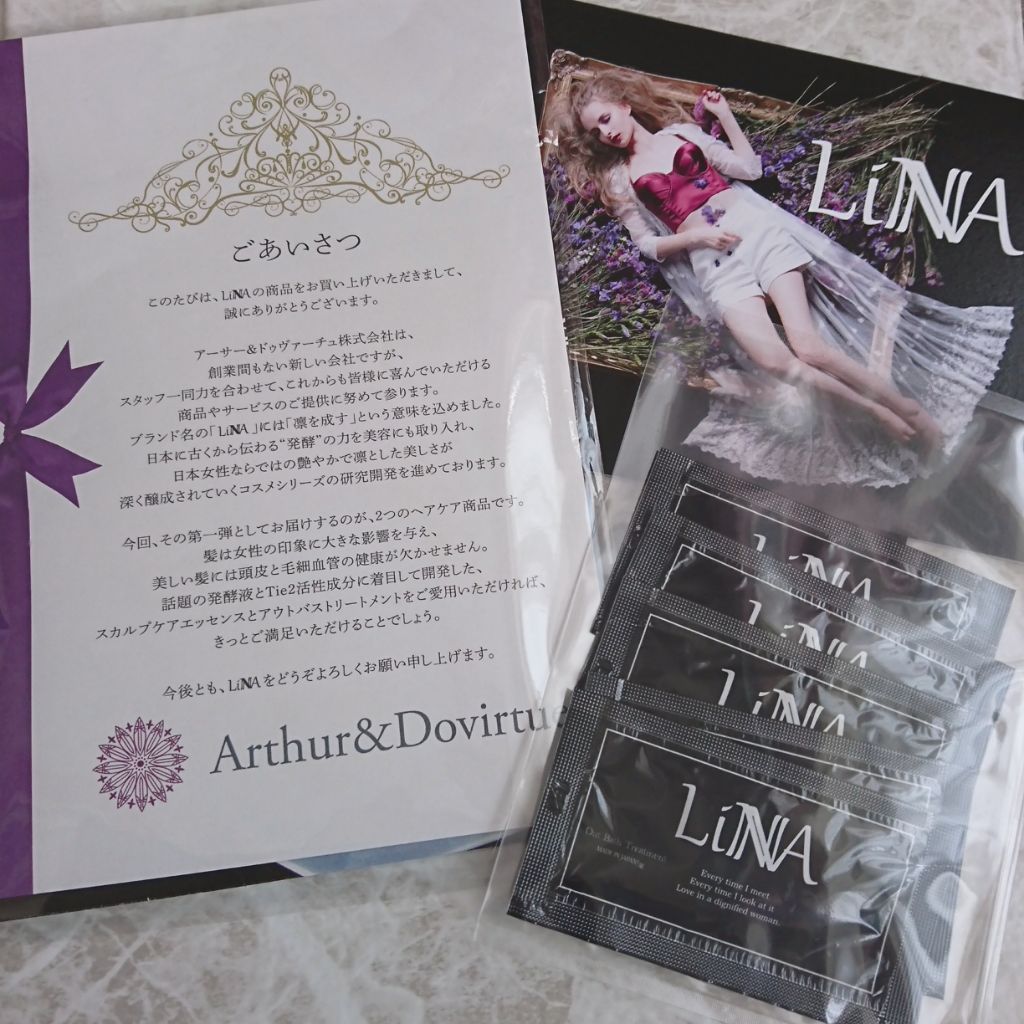 ごあいさつ
このたびは、LiNAの商品をお買い上げいただきまして、
誠にありがとうございます。
アーサー&ドゥヴァーチュ株式会社は、
創業間もない新しい会社ですが、
スタッフ一同力を合わせて、これからも皆様に喜んでいただける
商品やサービスのご提供に努めて参ります。
ブランド名の「LiNA」には「凛を成す」という意味を込めました。
日本に古くから伝わる“発酵”の力を美容にも取り入れ、
日本女性ならではの艶やかで凛とした美しさが
深く醸成されていくコスメシリーズの研究開発を進めております。
今回、その第一弾としてお届けするのが、2つのヘアケア商品です。
髪は女性の印象に大きな影響を与え、
美しい髪には頭皮と毛細血管の健康が欠かせません。
話題の発酵液とTie2活性成分に着目して開発した、
スカルプケアエッセンスとアウトバストリートメントをご愛用いただければ、
きっとご満足いただけることでしょう。
今後とも、LiNAをどうぞよろしくお願い申し上げます。
Arthur&Dovirtue
LiNA
LiNA
LiNA
LiNA
LiNA
Out Bath Treatment
Every time I meet
Every time I look at it
Love in a dignified woman.